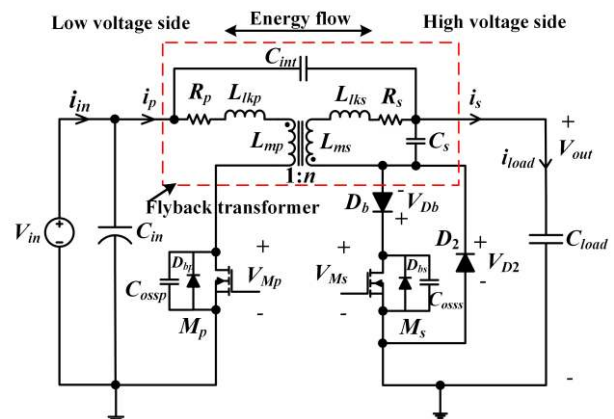 Low voltage side
Energy flow
High voltage side
C_int
i_in
i_p
R_p
L_lkp
L_lks
R_s
i_s
L_mp
L_ms
C_s
i_load
+
V_out
1:n
Flyback transformer
D_b
-
V_Db
+
V_in
+
-
C_in
D_2
+
V_D2
-
C_load
+
D_bp
V_Mp
C_ossp
-
M_p
+
V_Ms
D_bs
C_osss
-
M_s
-